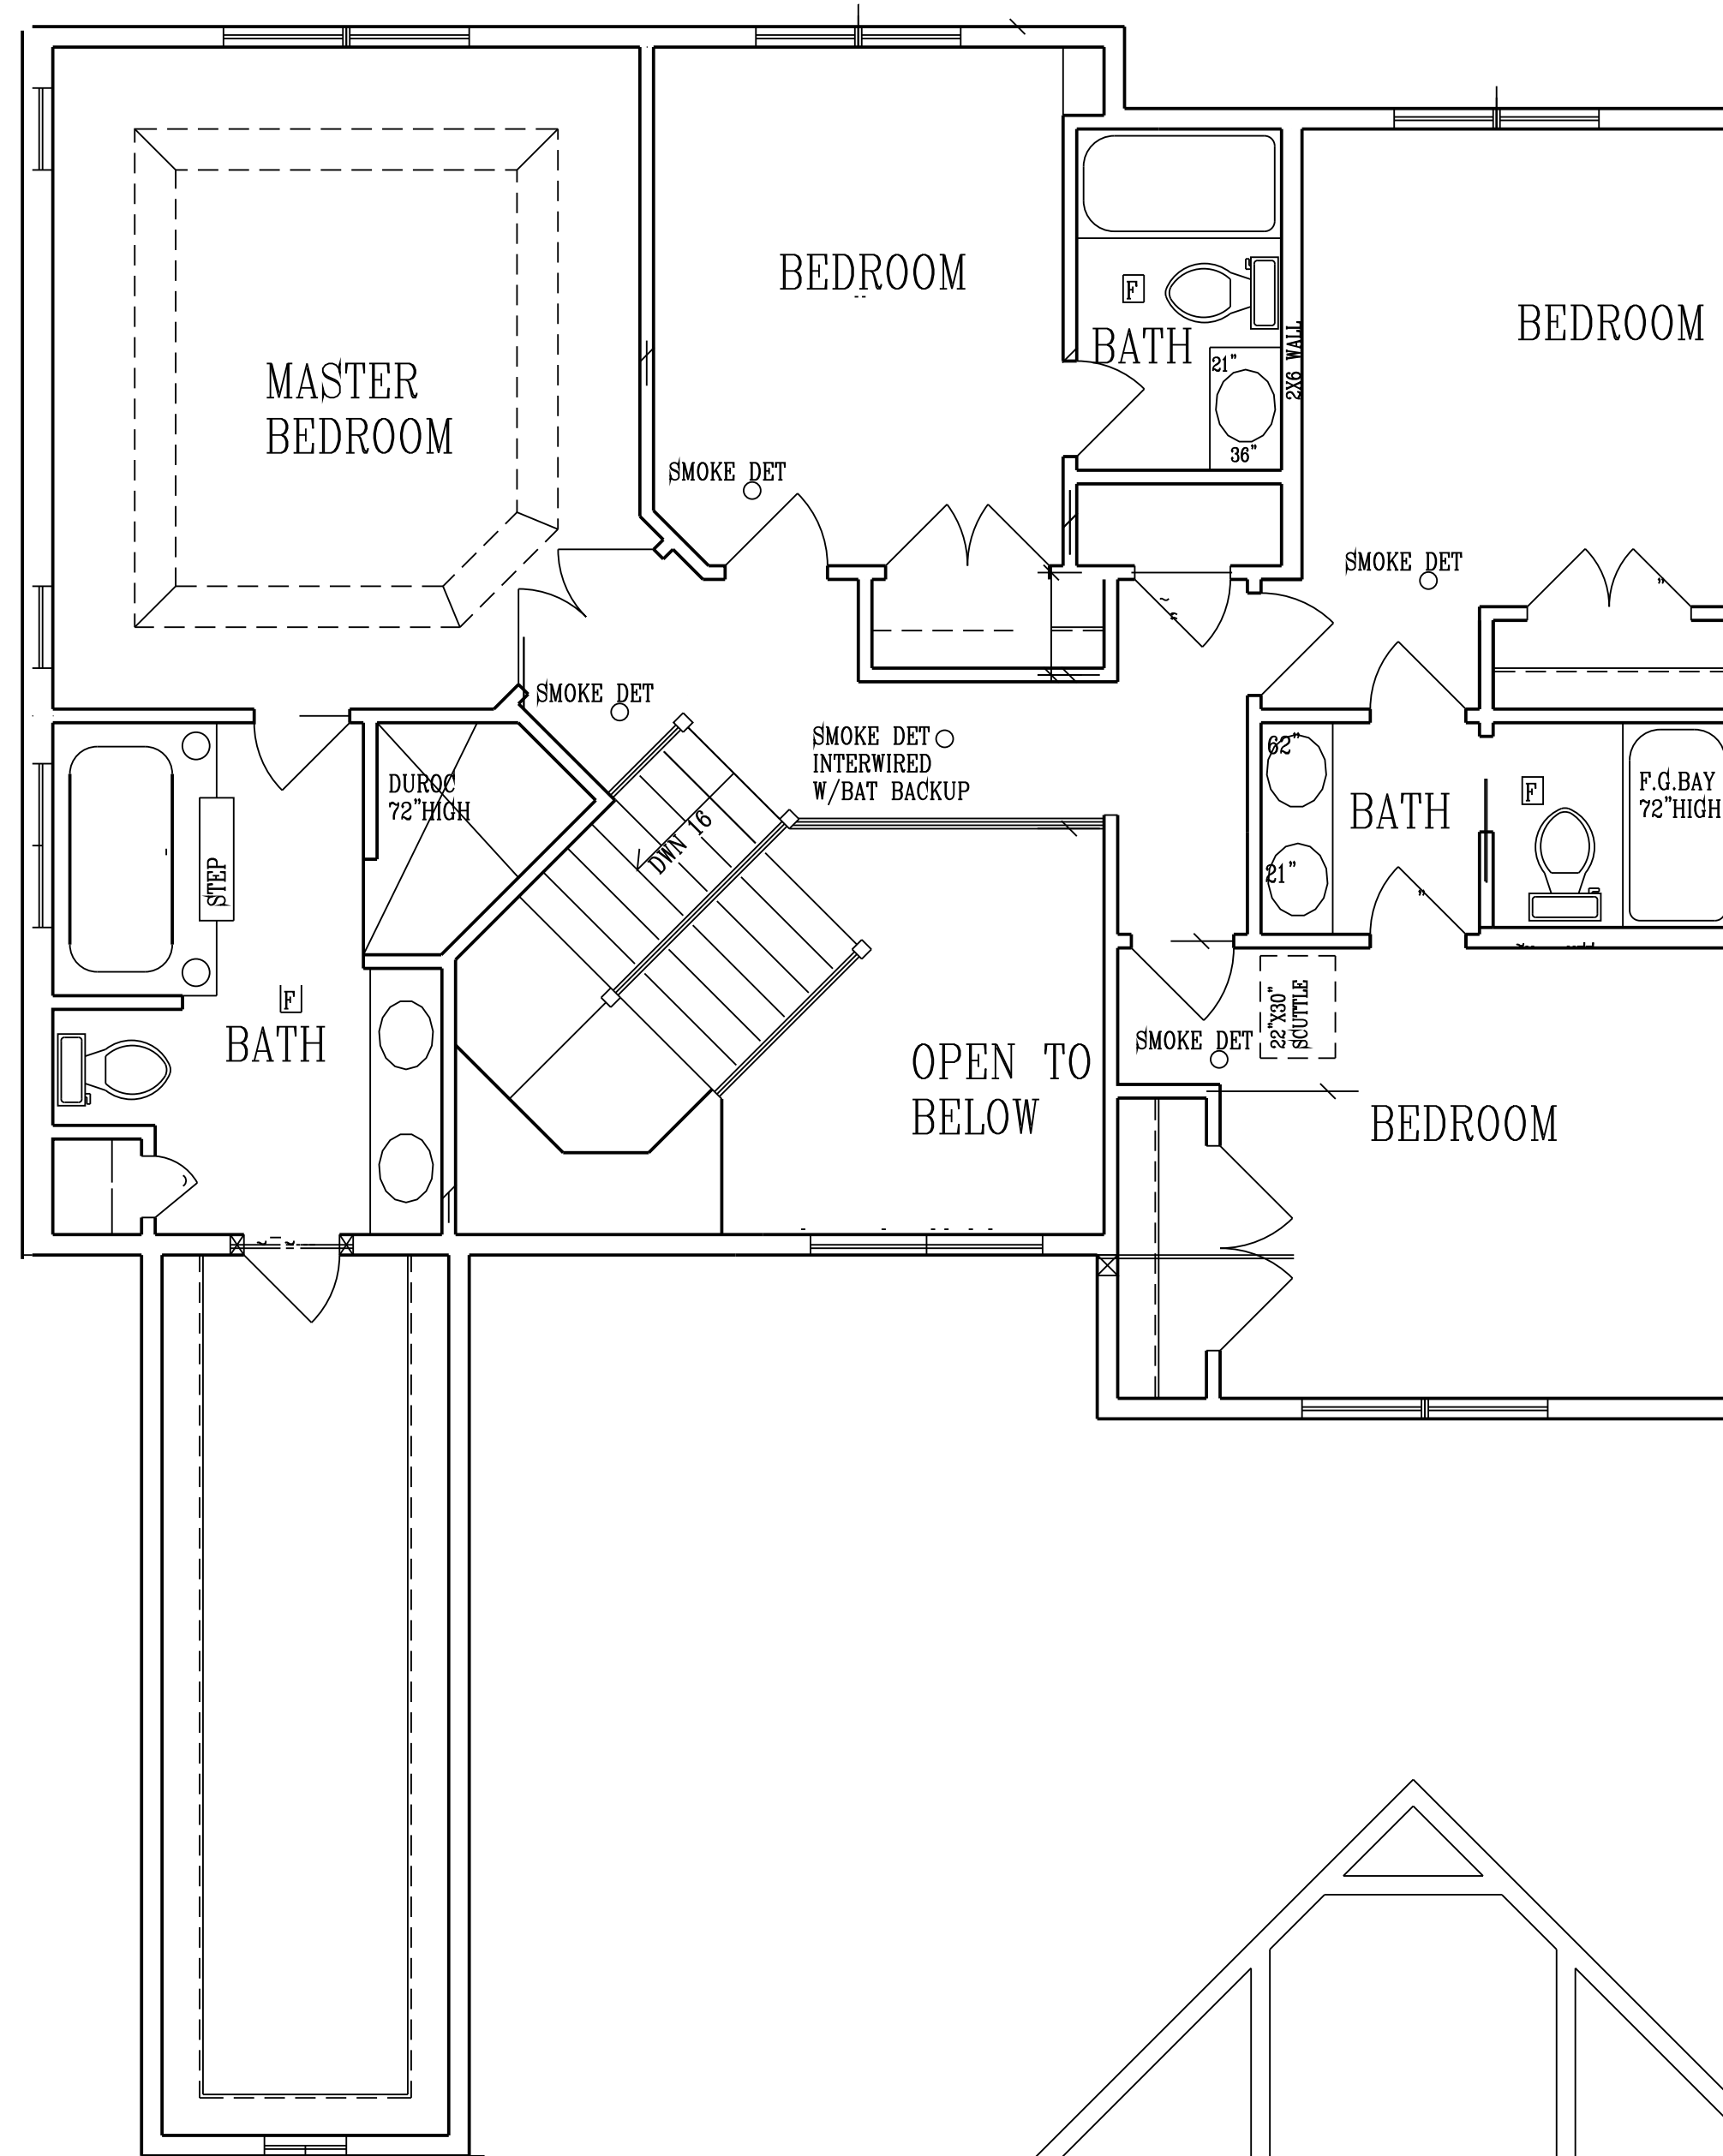 BEDROOM
BEDROOM
F
BATH
21"
36"
2X6 WALL
MASTER
BEDROOM
SMOKE DET
SMOKE DET
SMOKE DET
SMOKE DET
INTERWIRED
W/BAT BACKUP
62"
DUROC
72"HIGH
DWN 16
STEP
BATH
F
F.G.BAY
72"HIGH
21"
F
BATH
22"X30"
SCUTTLE
SMOKE DET
OPEN TO
BELOW
BEDROOM